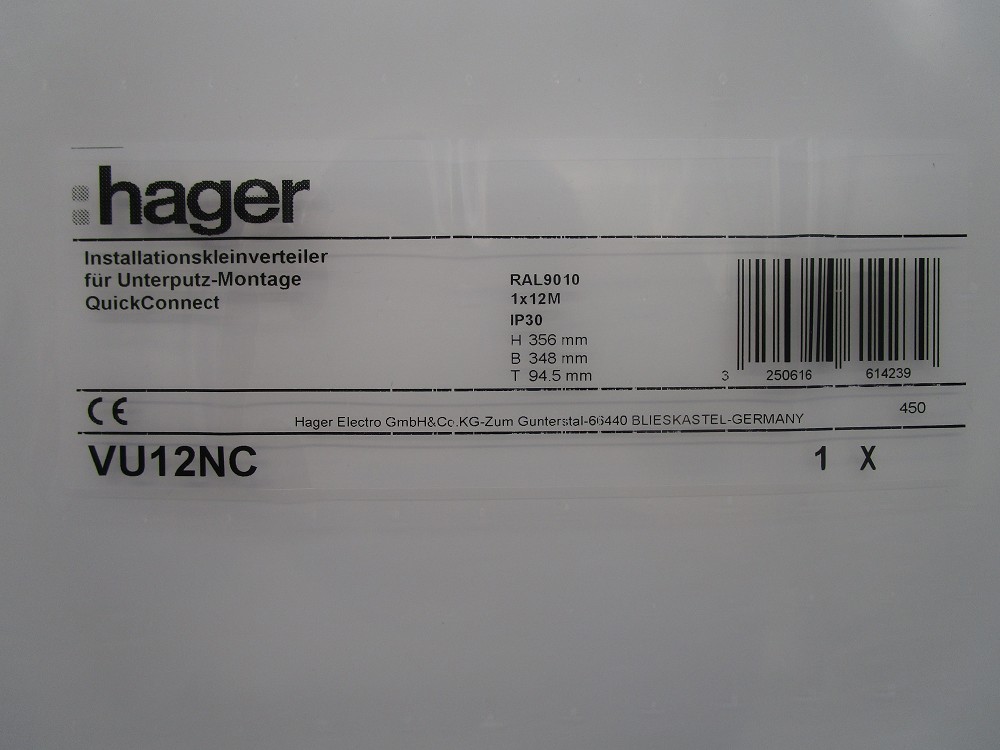 hager
Installationskleinverteiler
für Unterputz-Montage
QuickConnect
RAL9010
1x12M
IP30
H 356 mm
B 348 mm
T 94.5 mm
3 250616 614239
CE
Hager Electro GmbH&Co.KG-Zum Gunterstal-66440 BLIESKASTEL-GERMANY
450
VU12NC
1 X